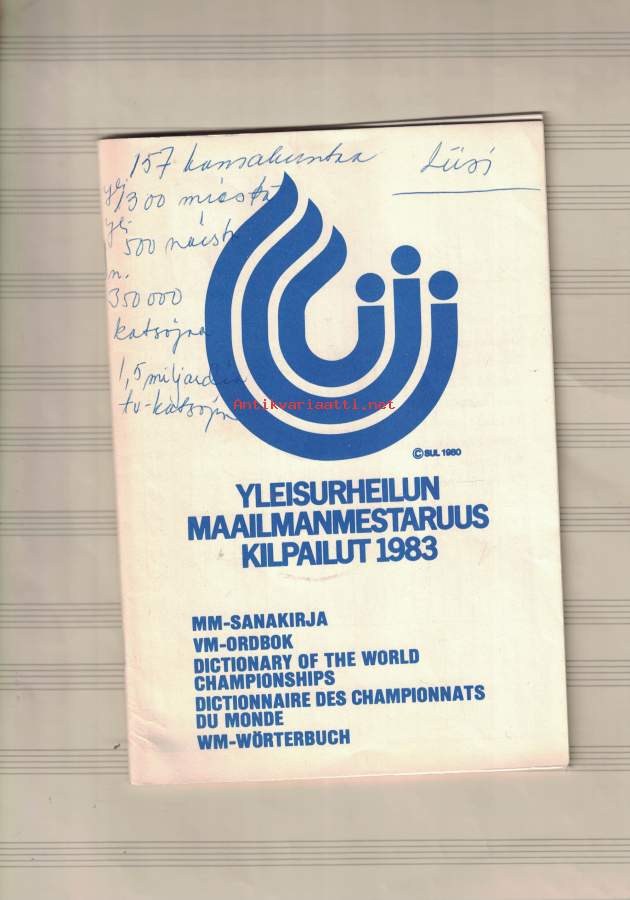 157 kansakuntaa
Liisi
yli
1300 miestä
yli
500 naista
n.
350 000
katsojaa
1,5 miljardia
tv-katsojaa
Antikvariaatti.net
© SUL 1980
YLEISURHEILUN
MAAILMANMESTARUUS
KILPAILUT 1983
MM-SANAKIRJA
VM-ORDBOK
DICTIONARY OF THE WORLD
CHAMPIONSHIPS
DICTIONNAIRE DES CHAMPIONNATS
DU MONDE
WM-WÖRTERBUCH